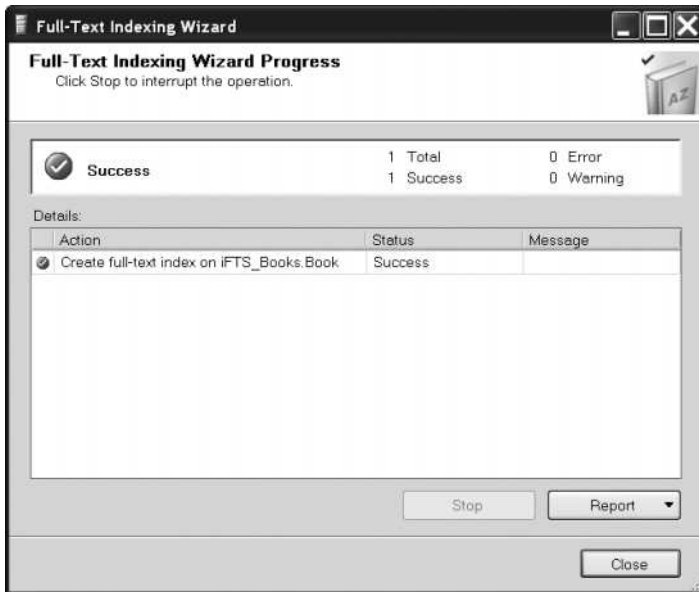 Full-Text Indexing Wizard
Full-Text Indexing Wizard Progress
Click Stop to interrupt the operation.
AZ
Success 1 Total 0 Error
1 Success 0 Warning
Details:
Action Status Message
Create full-text index on iFTS_Books.Book Success
Stop Report
Close